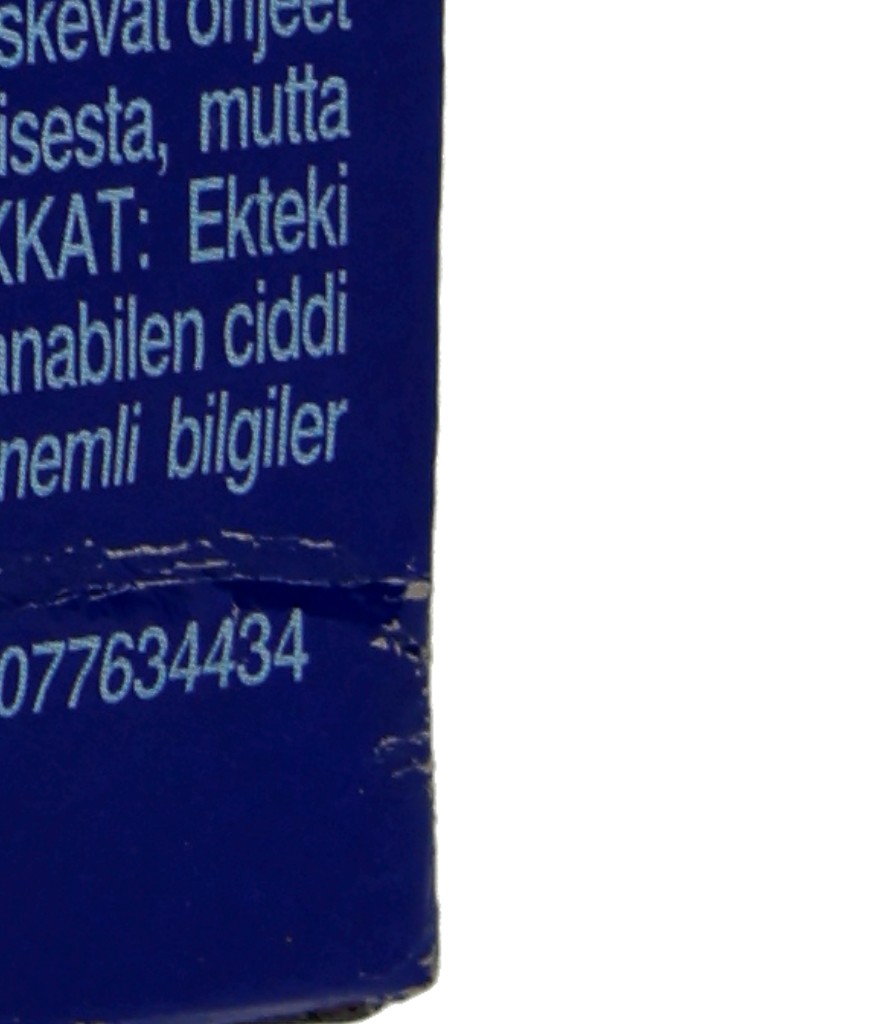 skevat ohjeet
isesta, mutta
KKAT: Ekteki
anabilen ciddi
nemli bilgiler
077634434